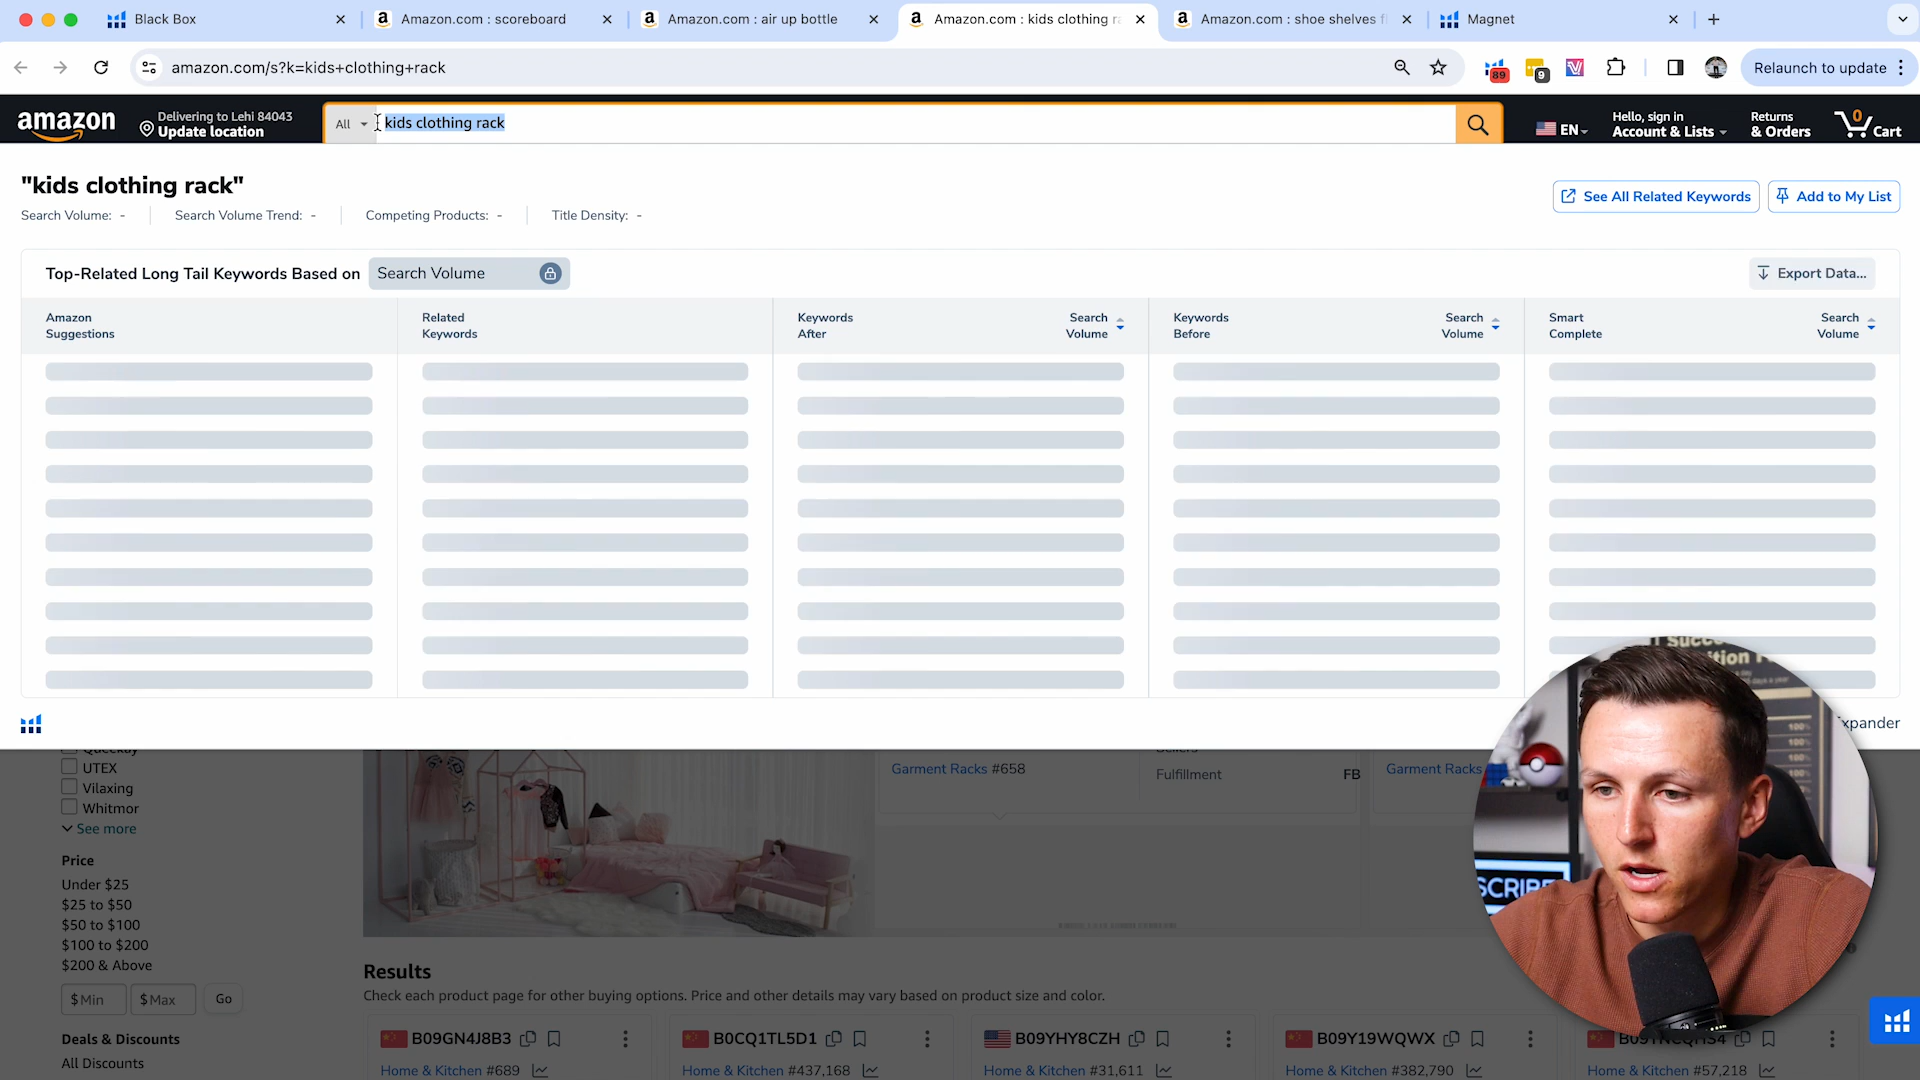 Black Box
Amazon.com : scoreboard
Amazon.com : air up bottle
Amazon.com : kids clothing ra
Amazon.com : shoe shelves f
Magnet
amazon.com/s?k=kids+clothing+rack
89
9
Relaunch to update
amazon
Delivering to Lehi 84043
Update location
All
kids clothing rack
EN
Hello, sign in
Account & Lists
Returns
& Orders
0
Cart
"kids clothing rack"
See All Related Keywords
Add to My List
Search Volume: -
Search Volume Trend: -
Competing Products: -
Title Density: -
Top-Related Long Tail Keywords Based on
Search Volume
Export Data...
Amazon
Suggestions
Related
Keywords
Keywords
After
Search
Volume
Keywords
Before
Search
Volume
Smart
Complete
Search
Volume
xpander
UTEX
Vilaxing
Whitmor
See more
Price
Under $25
$25 to $50
$50 to $100
$100 to $200
$200 & Above
$ Min
$ Max
Go
Deals & Discounts
All Discounts
Garment Racks #658
Fulfillment
FB
Garment Racks
Results
Check each product page for other buying options. Price and other details may vary based on product size and color.
B09GN4J8B3
Home & Kitchen #689
B0CQ1TL5D1
Home & Kitchen #437,168
B09YHY8CZH
Home & Kitchen #31,611
B09Y19WQWX
Home & Kitchen #382,790
Home & Kitchen #57,218
SCRIBE